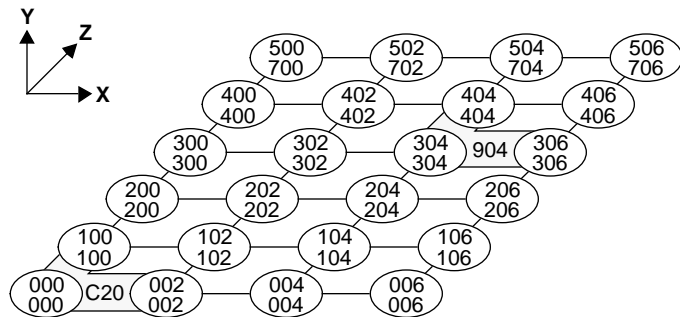 Y
Z
X
500 502 504 506
700 702 704 706
400 402 404 406
400 402 404 406
300 302 304 904 306
300 302 304 306
200 202 204 206
200 202 204 206
100 102 104 106
100 102 104 106
000 C20 002 004 006
000 002 004 006